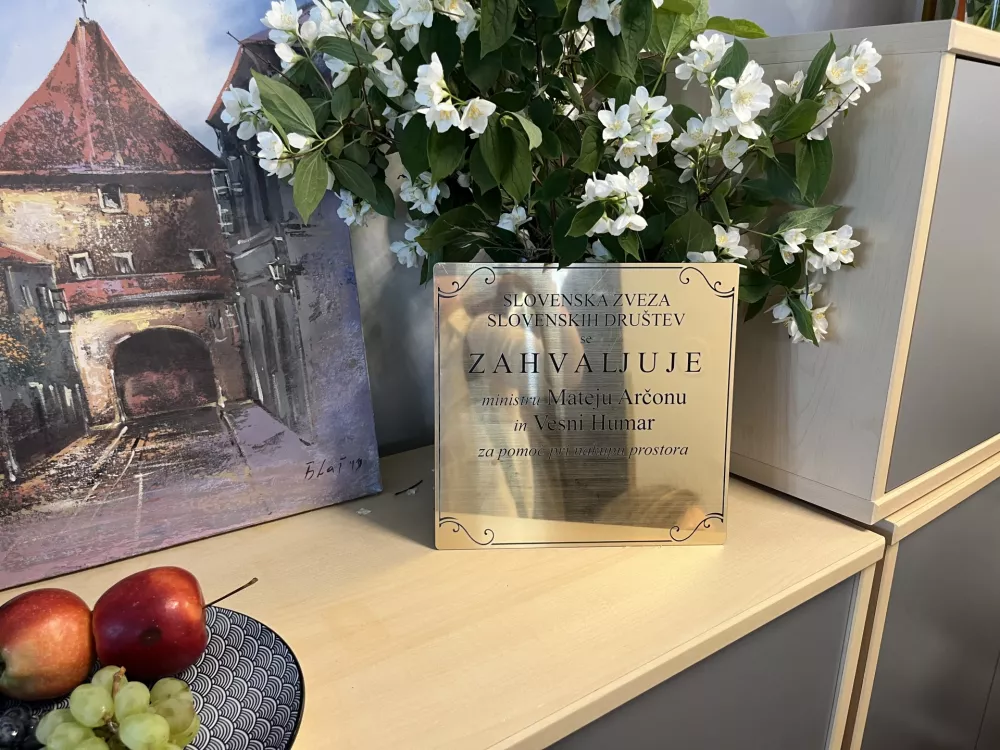 SLOVENSKA ZVEZA
SLOVENSKIH DRUŠTEV
se
ZAHVALJUJE
ministru Mateju Arčonu
in Vesni Humar
za pomoč pri nakupu prostora